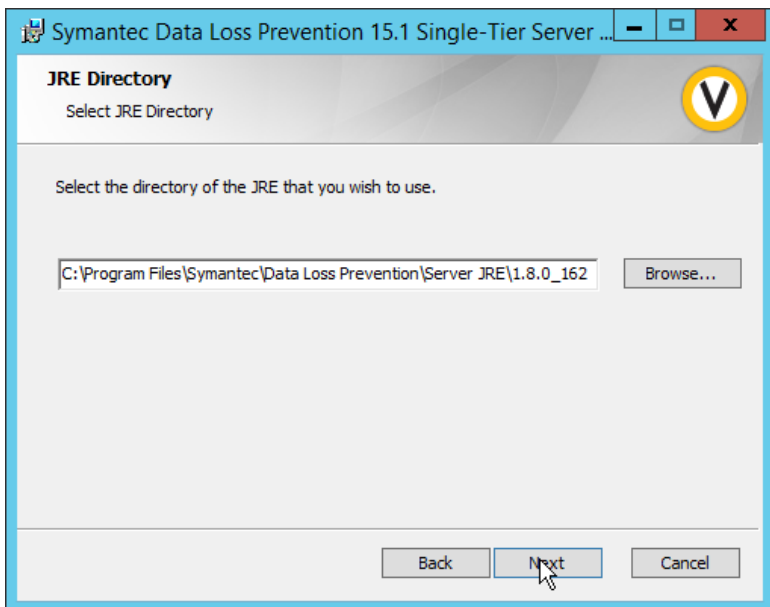 Symantec Data Loss Prevention 15.1 Single-Tier Server ...
JRE Directory
Select JRE Directory
Select the directory of the JRE that you wish to use.
C:\Program Files\Symantec\Data Loss Prevention\Server JRE\1.8.0_162
Browse...
Back
Next
Cancel